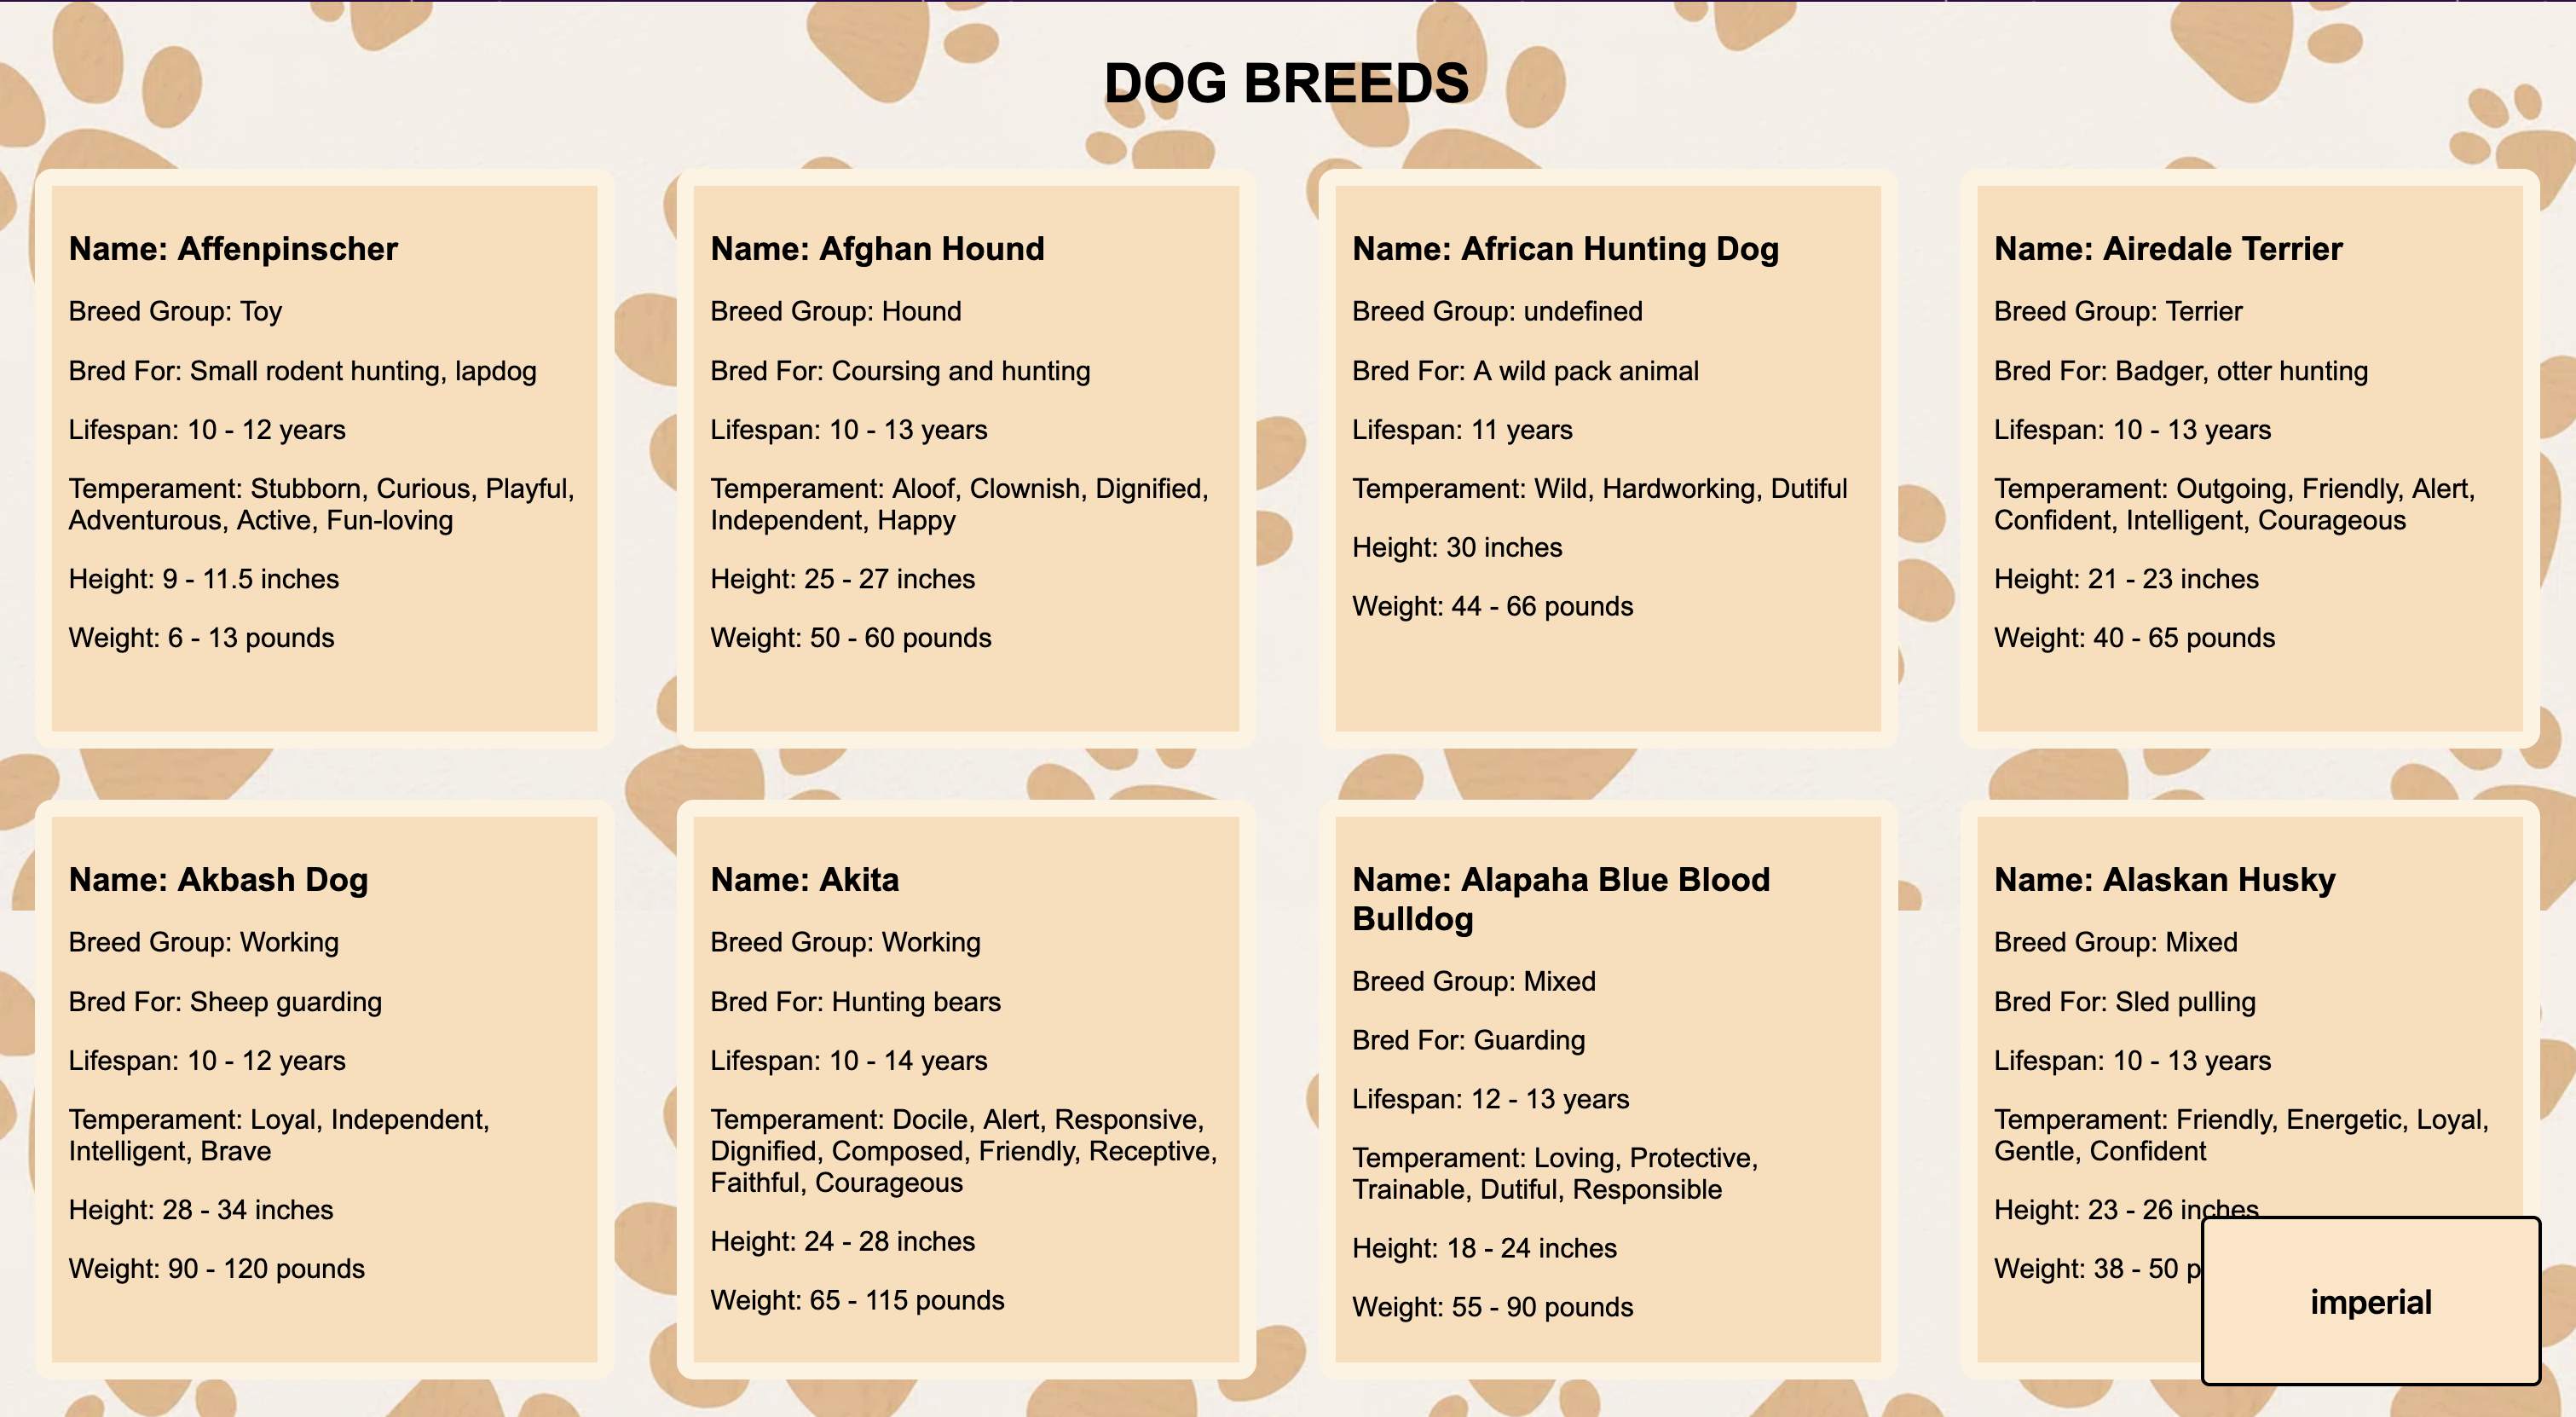 DOG BREEDS
Name: Affenpinscher
Breed Group: Toy
Bred For: Small rodent hunting, lapdog
Lifespan: 10 - 12 years
Temperament: Stubborn, Curious, Playful,
Adventurous, Active, Fun-loving
Height: 9 - 11.5 inches
Weight: 6 - 13 pounds
Name: Afghan Hound
Breed Group: Hound
Bred For: Coursing and hunting
Lifespan: 10 - 13 years
Temperament: Aloof, Clownish, Dignified,
Independent, Happy
Height: 25 - 27 inches
Weight: 50 - 60 pounds
Name: African Hunting Dog
Breed Group: undefined
Bred For: A wild pack animal
Lifespan: 11 years
Temperament: Wild, Hardworking, Dutiful
Height: 30 inches
Weight: 44 - 66 pounds
Name: Airedale Terrier
Breed Group: Terrier
Bred For: Badger, otter hunting
Lifespan: 10 - 13 years
Temperament: Outgoing, Friendly, Alert,
Confident, Intelligent, Courageous
Height: 21 - 23 inches
Weight: 40 - 65 pounds
Name: Akbash Dog
Breed Group: Working
Bred For: Sheep guarding
Lifespan: 10 - 12 years
Temperament: Loyal, Independent,
Intelligent, Brave
Height: 28 - 34 inches
Weight: 90 - 120 pounds
Name: Akita
Breed Group: Working
Bred For: Hunting bears
Lifespan: 10 - 14 years
Temperament: Docile, Alert, Responsive,
Dignified, Composed, Friendly, Receptive,
Faithful, Courageous
Height: 24 - 28 inches
Weight: 65 - 115 pounds
Name: Alapaha Blue Blood
Bulldog
Breed Group: Mixed
Bred For: Guarding
Lifespan: 12 - 13 years
Temperament: Loving, Protective,
Trainable, Dutiful, Responsible
Height: 18 - 24 inches
Weight: 55 - 90 pounds
Name: Alaskan Husky
Breed Group: Mixed
Bred For: Sled pulling
Lifespan: 10 - 13 years
Temperament: Friendly, Energetic, Loyal,
Gentle, Confident
Height: 23 - 26 inches
Weight: 38 - 50
imperial